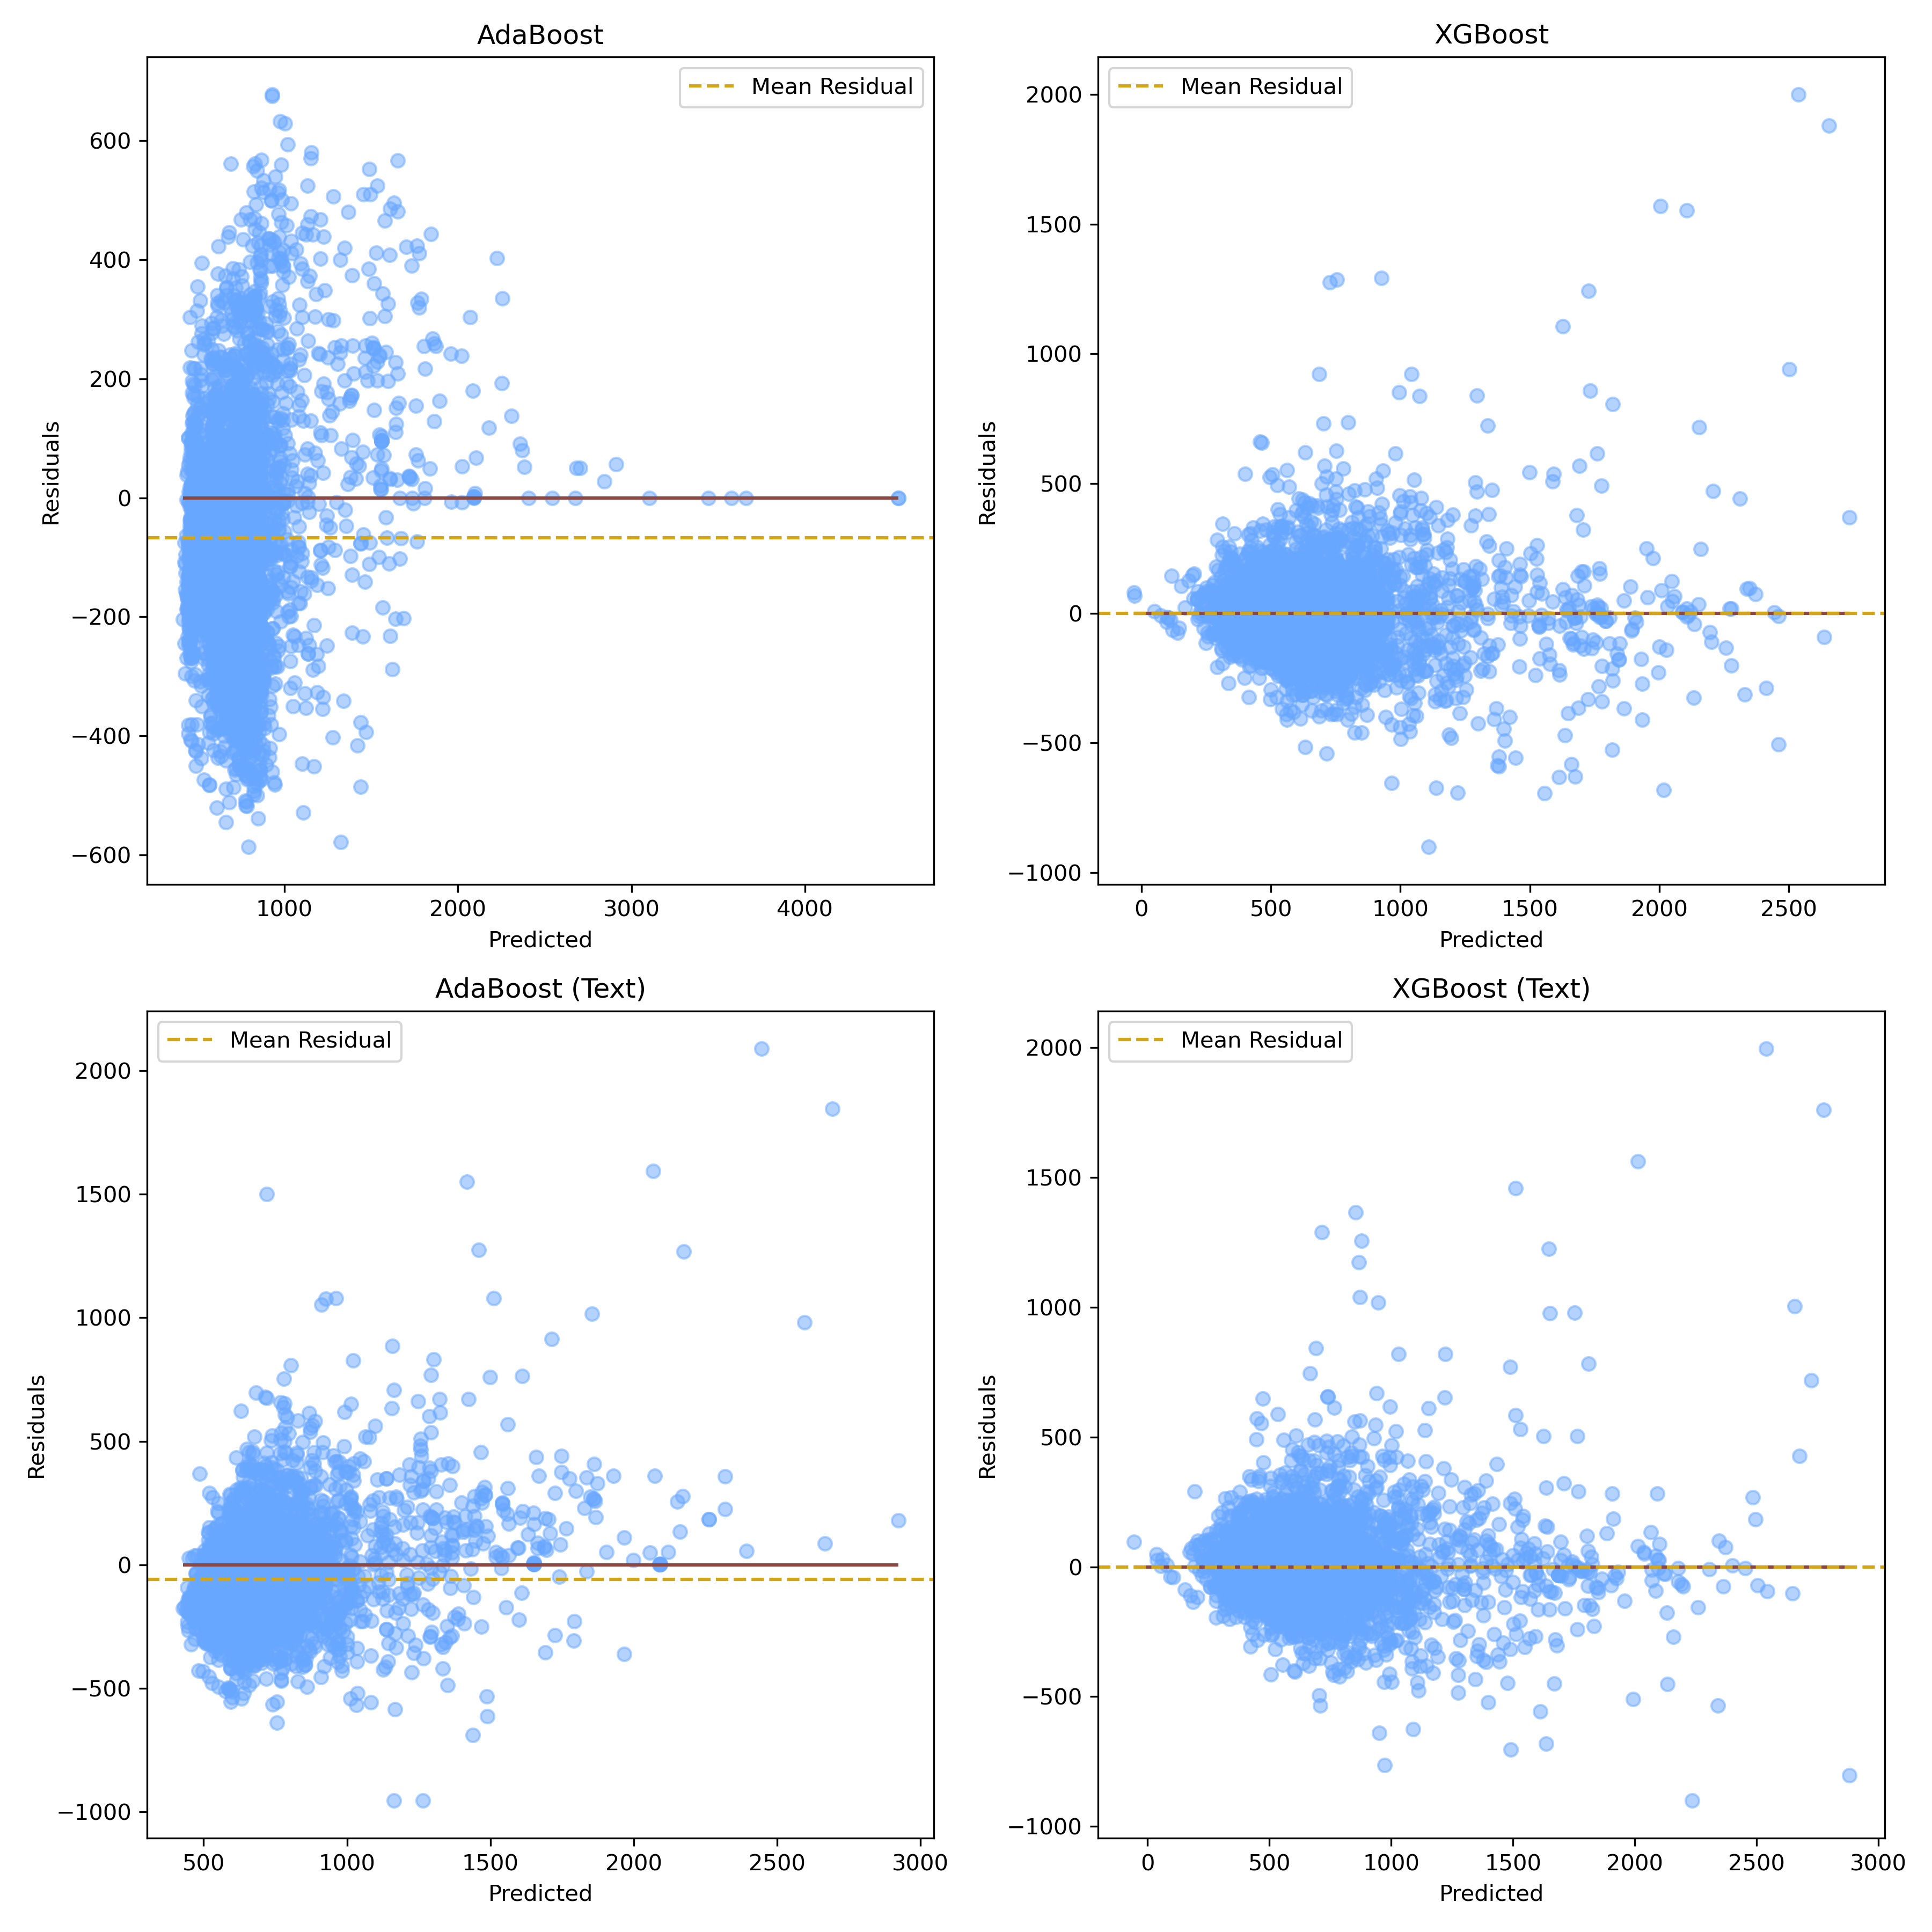 AdaBoost
Mean Residual
600
400
200
0
−200
−400
−600
Residuals
1000 2000 3000 4000
Predicted
XGBoost
Mean Residual
2000
1500
1000
500
0
−500
−1000
Residuals
0 500 1000 1500 2000 2500
Predicted
AdaBoost (Text)
Mean Residual
2000
1500
1000
500
0
−500
−1000
Residuals
500 1000 1500 2000 2500 3000
Predicted
XGBoost (Text)
Mean Residual
2000
1500
1000
500
0
−500
−1000
Residuals
0 500 1000 1500 2000 2500 3000
Predicted